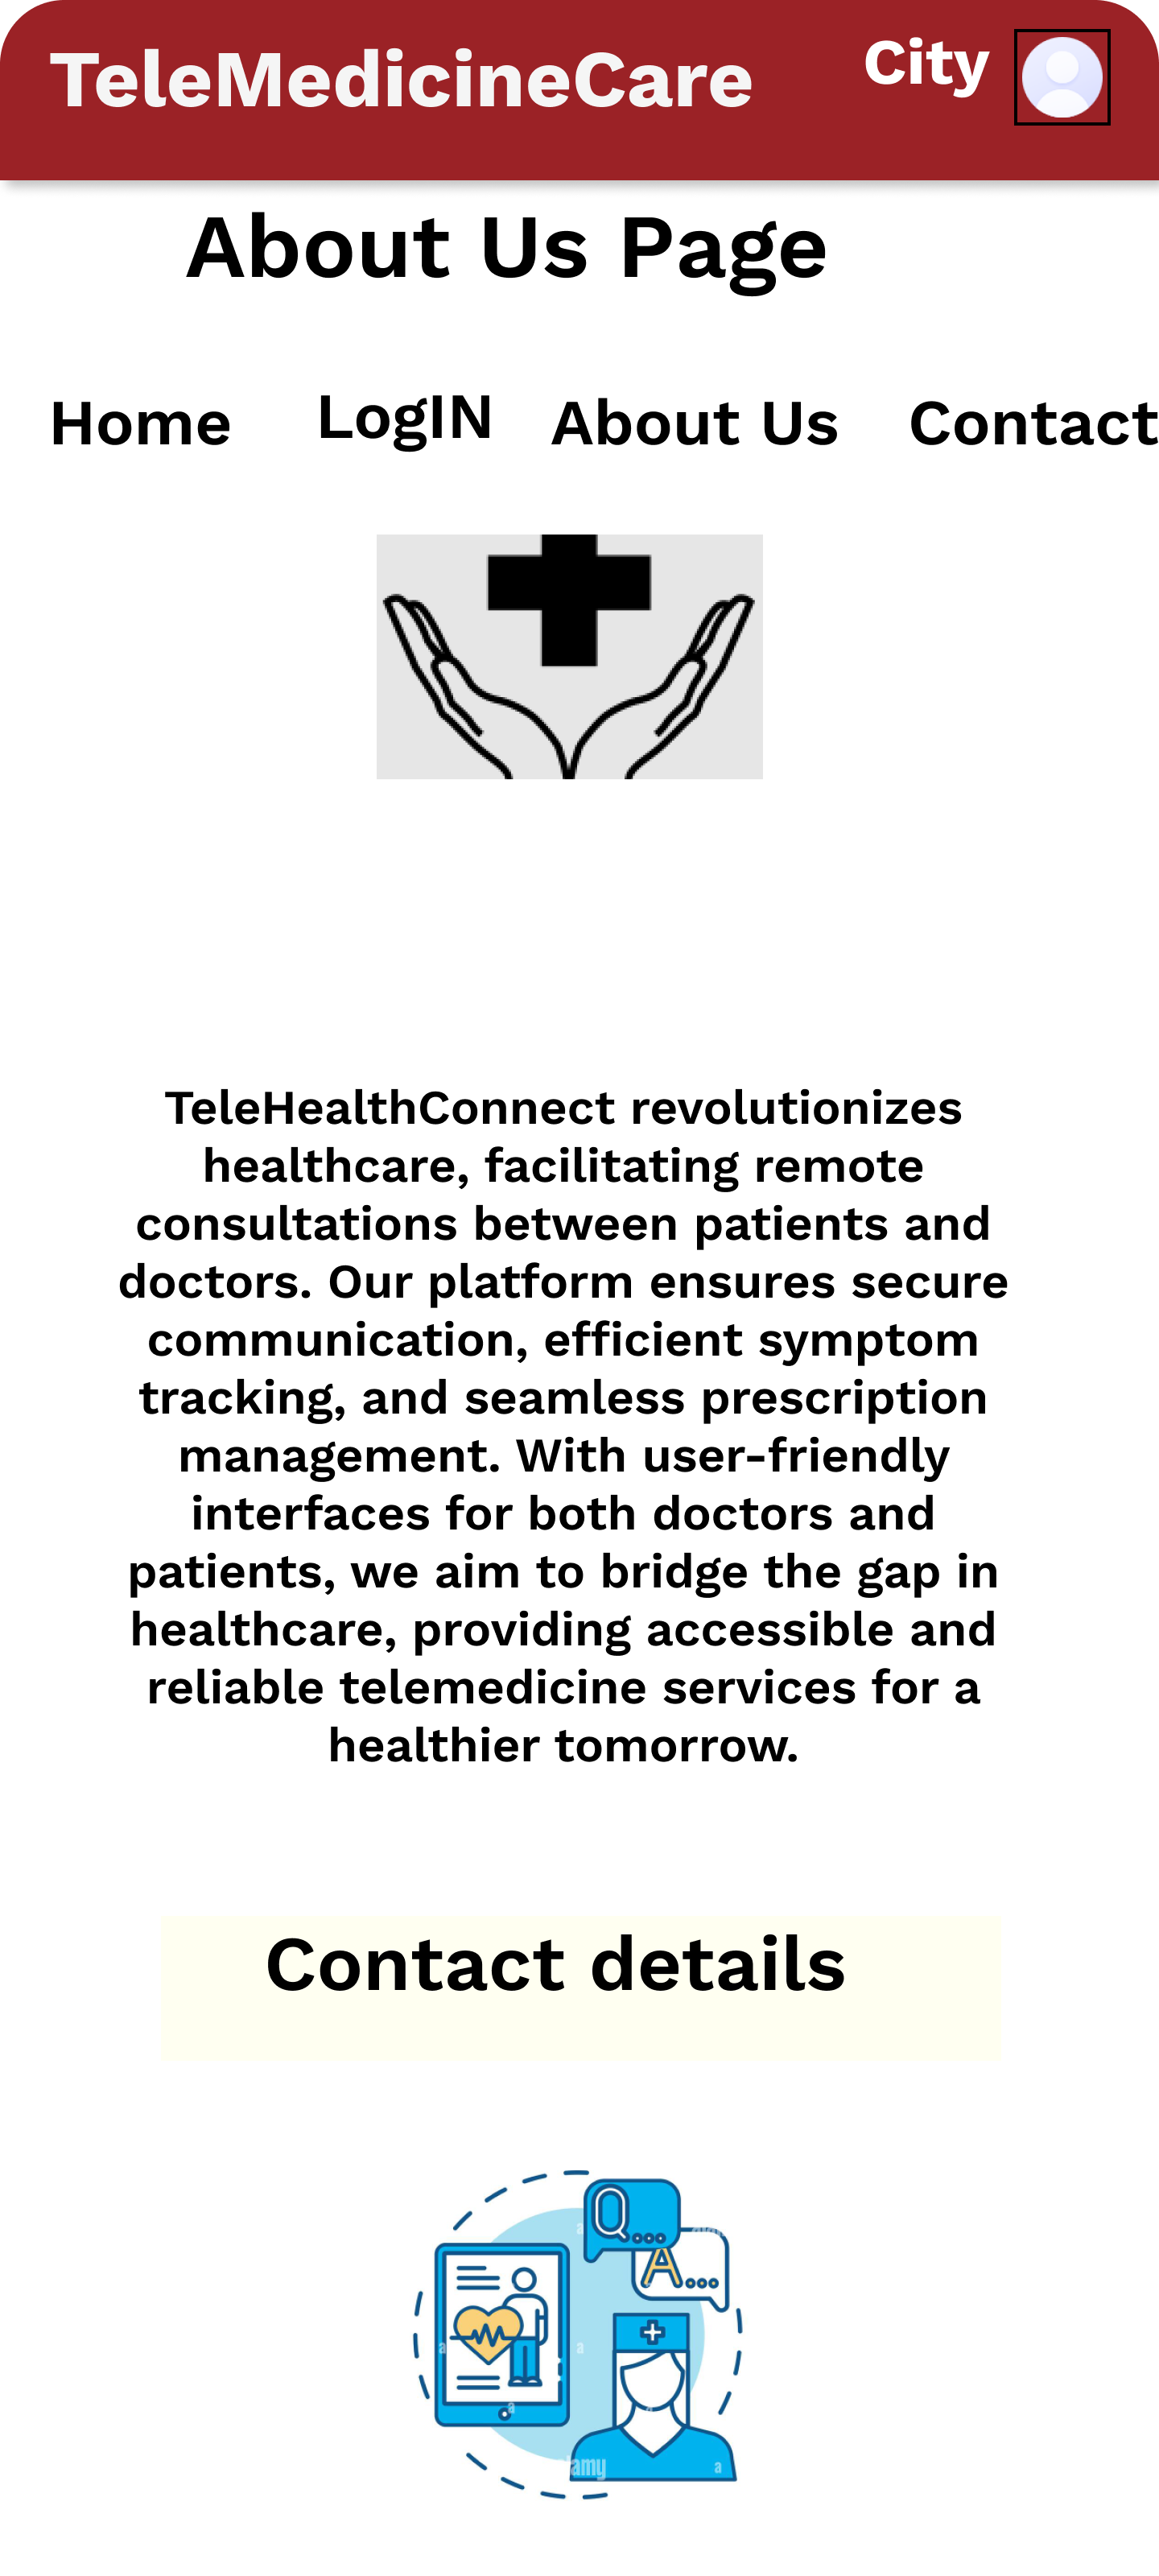 TeleMedicineCare City
About Us Page
Home LogIN About Us Contact
TeleHealthConnect revolutionizes
healthcare, facilitating remote
consultations between patients and
doctors. Our platform ensures secure
communication, efficient symptom
tracking, and seamless prescription
management. With user-friendly
interfaces for both doctors and
patients, we aim to bridge the gap in
healthcare, providing accessible and
reliable telemedicine services for a
healthier tomorrow.
Contact details
Q...
A...
a
a
a
a
a